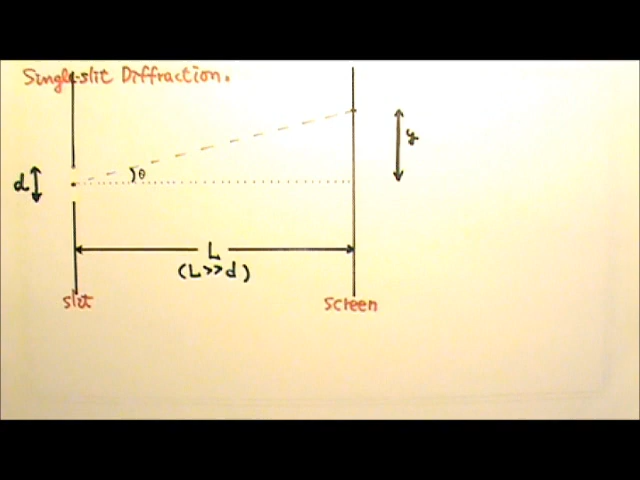 Single-slit Diffraction.
y
d
θ
L
(L>>d)
slit
screen